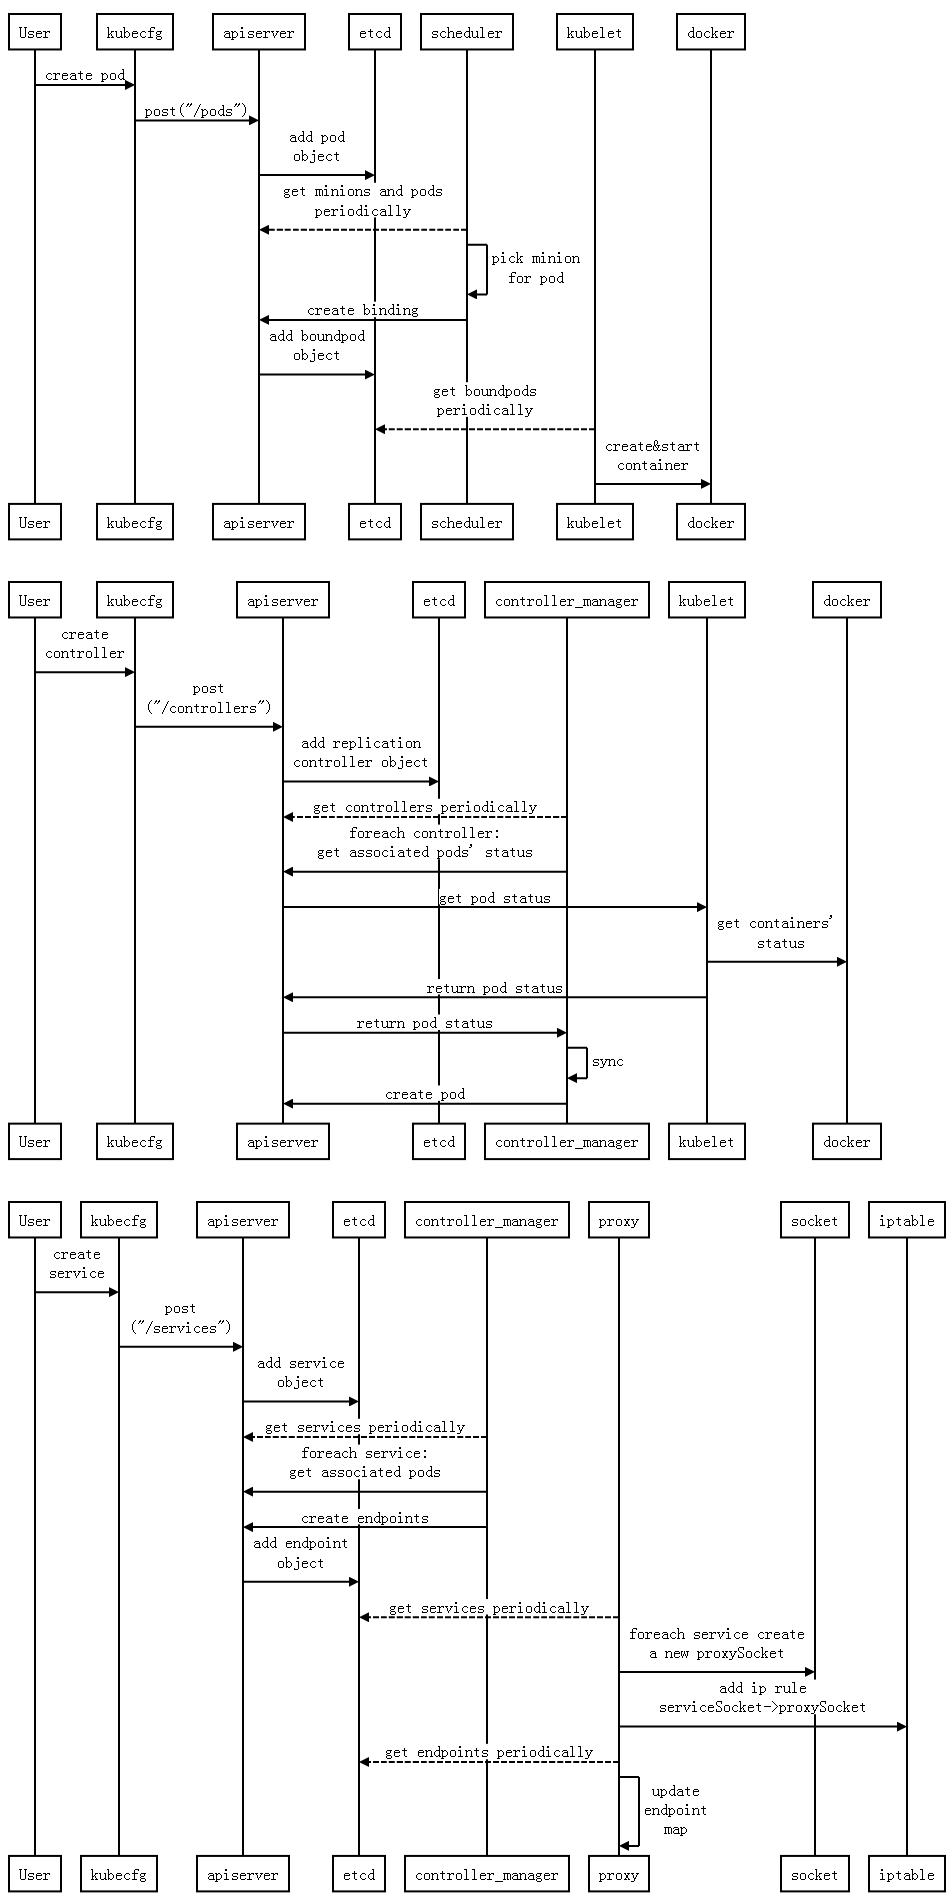 User
kubecfg
apiserver
etcd
scheduler
kubelet
docker
create pod
post("/pods")
add pod
object
get minions and pods
periodically
pick minion
for pod
create binding
add boundpod
object
get boundpods
periodically
create&start
container
User
kubecfg
apiserver
etcd
scheduler
kubelet
docker
User
kubecfg
apiserver
etcd
controller_manager
kubelet
docker
create
controller
post
("/controllers")
add replication
controller object
get controllers periodically
foreach controller:
get associated pods' status
get pod status
get containers'
status
return pod status
return pod status
sync
create pod
User
kubecfg
apiserver
etcd
controller_manager
kubelet
docker
User
kubecfg
apiserver
etcd
controller_manager
proxy
socket
iptable
create
service
post
("/services")
add service
object
get services periodically
foreach service:
get associated pods
create endpoints
add endpoint
object
get services periodically
foreach service create
a new proxySocket
add ip rule
serviceSocket->proxySocket
get endpoints periodically
update
endpoint
map
User
kubecfg
apiserver
etcd
controller_manager
proxy
socket
iptable